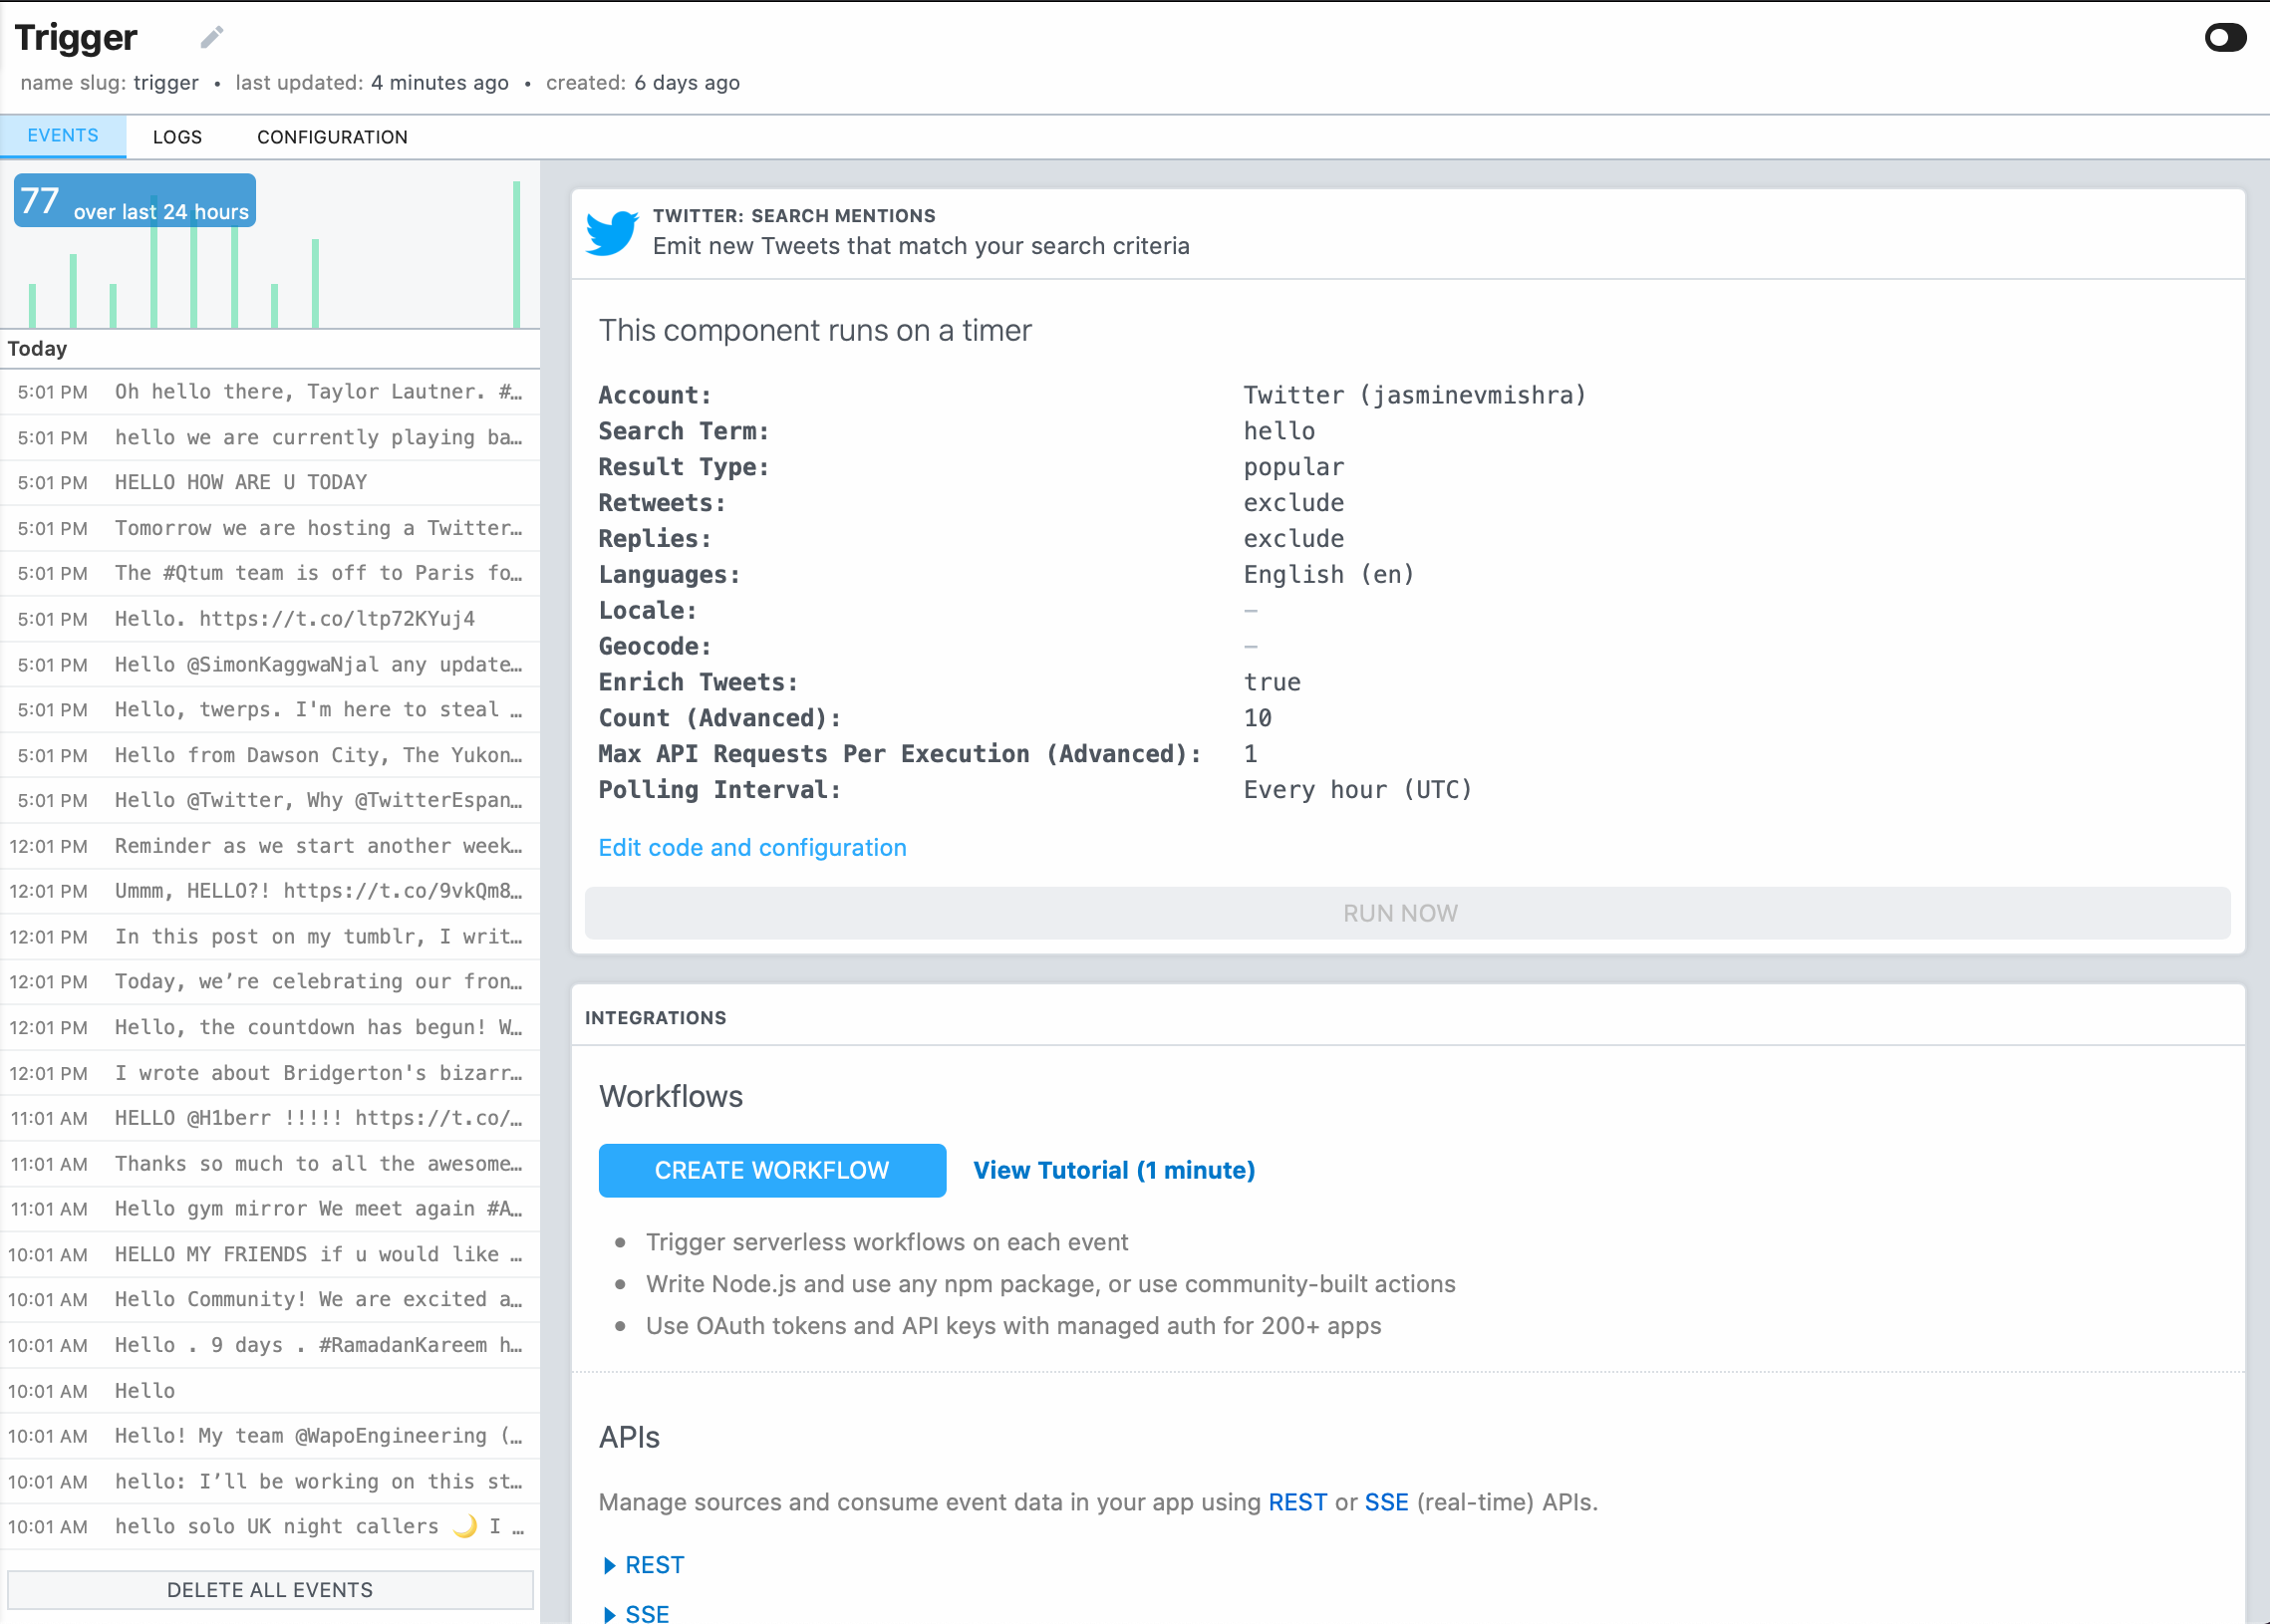 Trigger
name slug: trigger • last updated: 4 minutes ago • created: 6 days ago
EVENTS LOGS CONFIGURATION
77 over last 24 hours
Today
5:01 PM Oh hello there, Taylor Lautner. #…
5:01 PM hello we are currently playing ba…
5:01 PM HELLO HOW ARE U TODAY
5:01 PM Tomorrow we are hosting a Twitter…
5:01 PM The #Qtum team is off to Paris fo…
5:01 PM Hello. https://t.co/ltp72KYuj4
5:01 PM Hello @SimonKaggwaNjal any update…
5:01 PM Hello, twerps. I'm here to steal …
5:01 PM Hello from Dawson City, The Yukon…
5:01 PM Hello @Twitter, Why @TwitterEspan…
12:01 PM Reminder as we start another week…
12:01 PM Ummm, HELLO?! https://t.co/9vkQm8…
12:01 PM In this post on my tumblr, I writ…
12:01 PM Today, we’re celebrating our fron…
12:01 PM Hello, the countdown has begun! W…
12:01 PM I wrote about Bridgerton's bizarr…
11:01 AM HELLO @H1berr !!!!! https://t.co/…
11:01 AM Thanks so much to all the awesome…
11:01 AM Hello gym mirror We meet again #A…
10:01 AM HELLO MY FRIENDS if u would like …
10:01 AM Hello Community! We are excited a…
10:01 AM Hello . 9 days . #RamadanKareem h…
10:01 AM Hello
10:01 AM Hello! My team @WapoEngineering (…
10:01 AM hello: I’ll be working on this st…
10:01 AM hello solo UK night callers 🌙 I …
DELETE ALL EVENTS
TWITTER: SEARCH MENTIONS
Emit new Tweets that match your search criteria
This component runs on a timer
Account: Twitter (jasminevmishra)
Search Term: hello
Result Type: popular
Retweets: exclude
Replies: exclude
Languages: English (en)
Locale: –
Geocode: –
Enrich Tweets: true
Count (Advanced): 10
Max API Requests Per Execution (Advanced): 1
Polling Interval: Every hour (UTC)
Edit code and configuration
RUN NOW
INTEGRATIONS
Workflows
CREATE WORKFLOW View Tutorial (1 minute)
• Trigger serverless workflows on each event
• Write Node.js and use any npm package, or use community-built actions
• Use OAuth tokens and API keys with managed auth for 200+ apps
APIs
Manage sources and consume event data in your app using REST or SSE (real-time) APIs.
REST
SSE